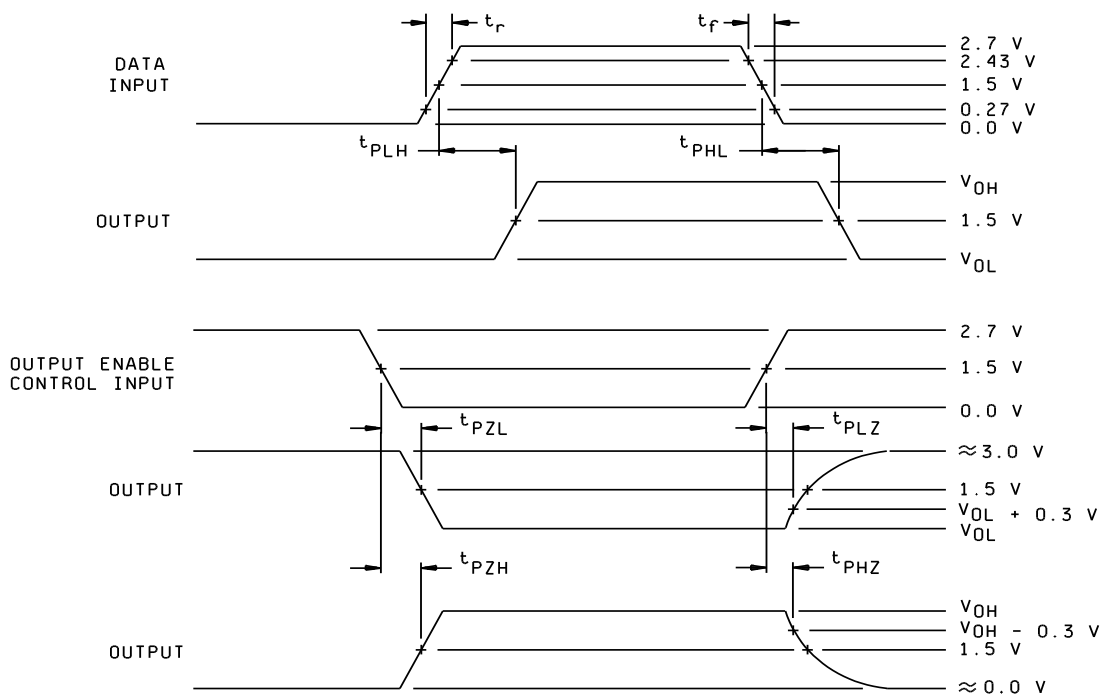 t_r
t_f
DATA
INPUT
2.7 V
2.43 V
1.5 V
0.27 V
0.0 V
t_PLH
t_PHL
OUTPUT
V_OH
1.5 V
V_OL
OUTPUT ENABLE
CONTROL INPUT
2.7 V
1.5 V
0.0 V
t_PZL
t_PLZ
OUTPUT
≈3.0 V
1.5 V
V_OL + 0.3 V
V_OL
t_PZH
t_PHZ
OUTPUT
V_OH
V_OH - 0.3 V
1.5 V
≈0.0 V